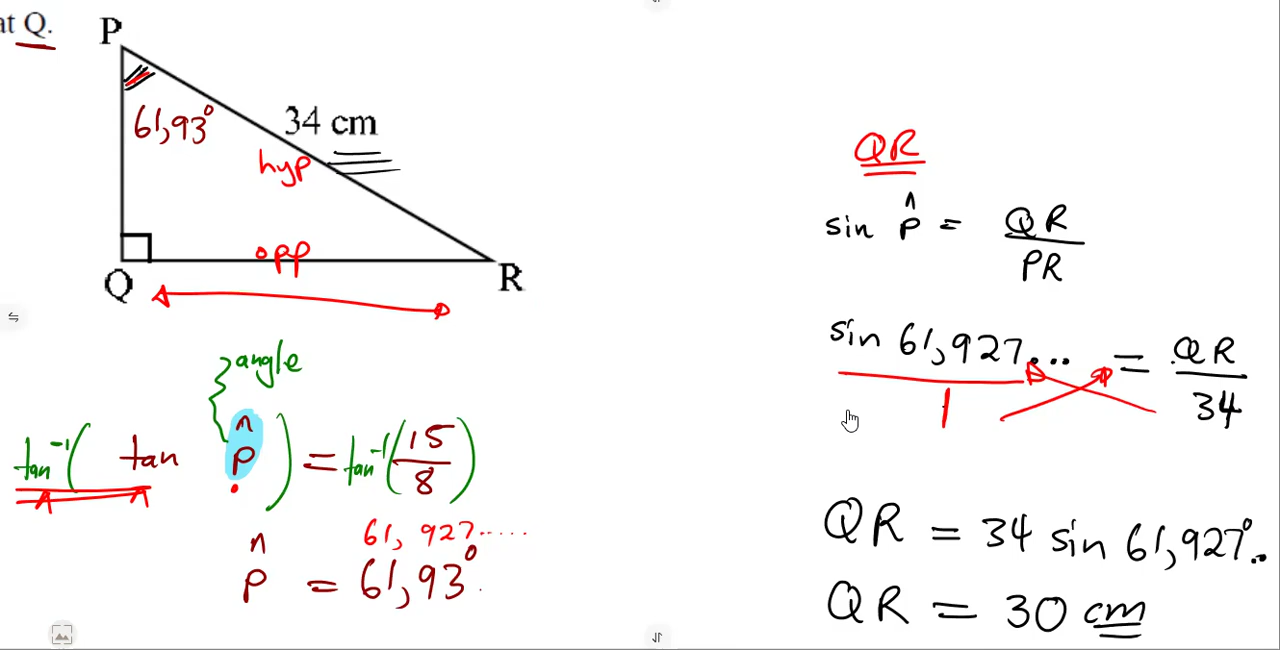 at Q.
P
61,93°
34 cm
hyp
opp
Q
R
angle
tan⁻¹( tan P̂ ) = tan⁻¹(15/8)
61,927.....
P̂ = 61,93°
QR
sin P̂ = QR/PR
sin 61,927... = QR/34
1
QR = 34 sin 61,927°..
QR = 30 cm